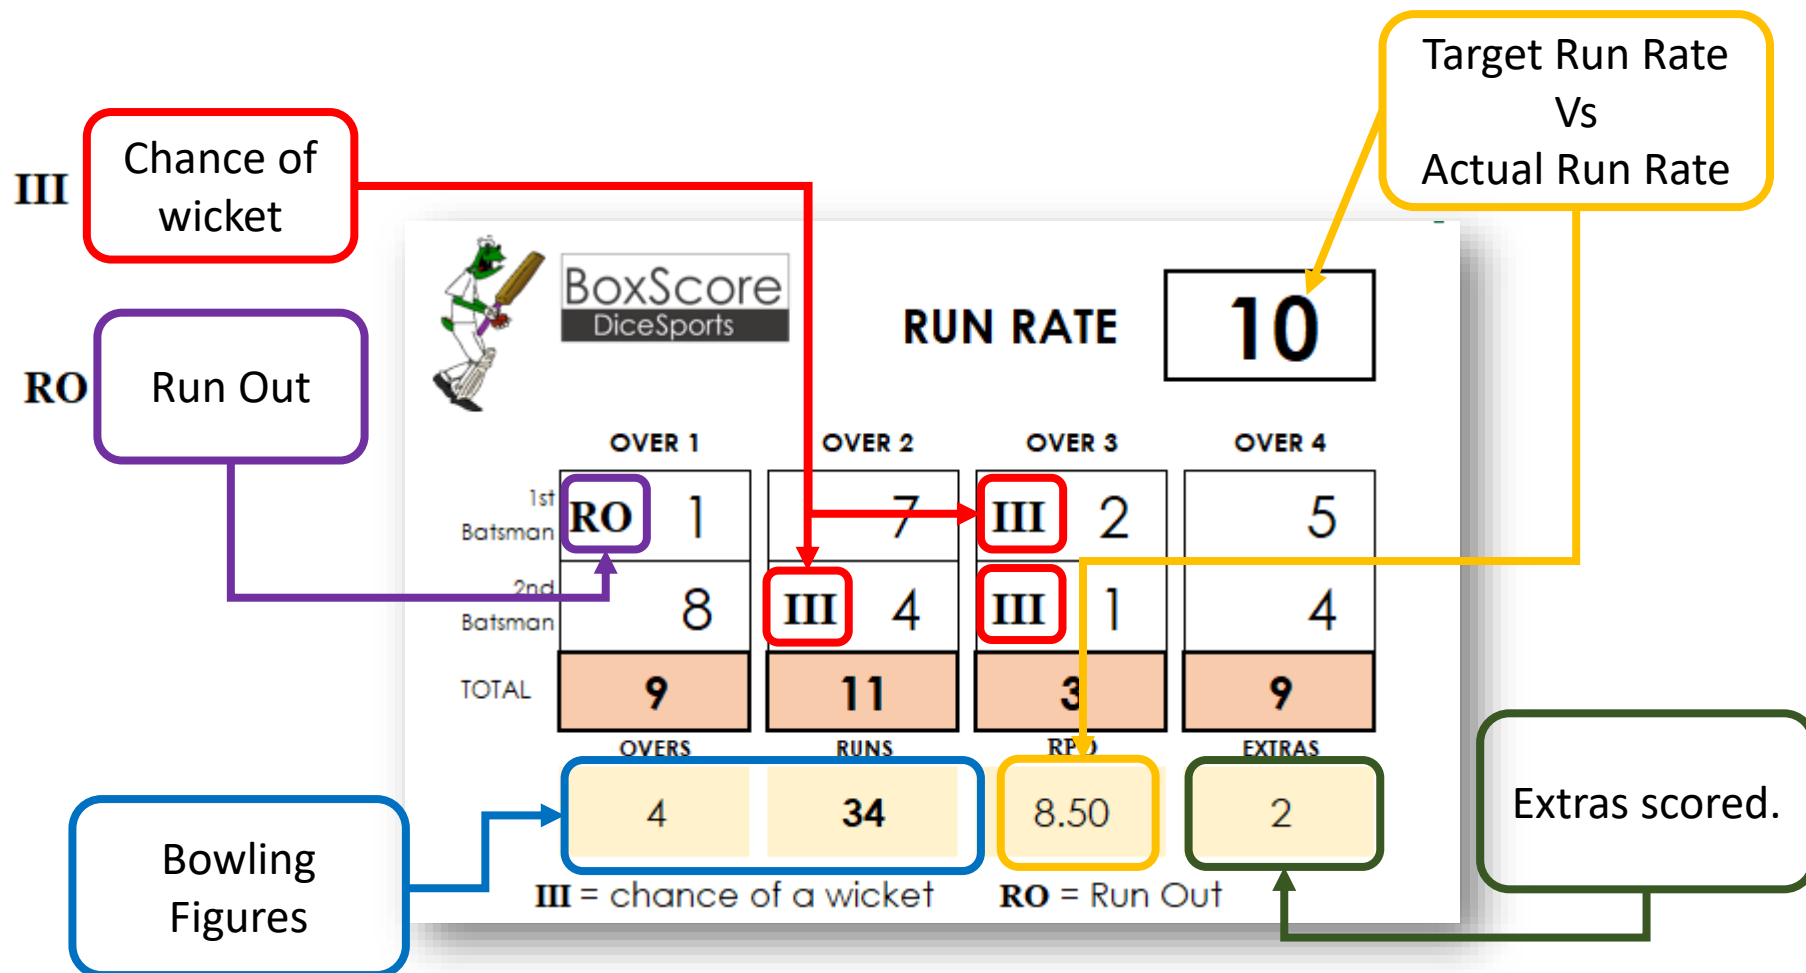 Target Run Rate
Vs
Actual Run Rate
III
Chance of
wicket
BoxScore
DiceSports
RUN RATE
10
RO
Run Out
OVER 1 OVER 2 OVER 3 OVER 4
1st
Batsman
RO 1 7 III 2 5
2nd
Batsman
8 III 4 III 1 4
TOTAL 9 11 3 9
OVERS RUNS RPO EXTRAS
4 34 8.50 2
Extras scored.
Bowling
Figures
III = chance of a wicket RO = Run Out